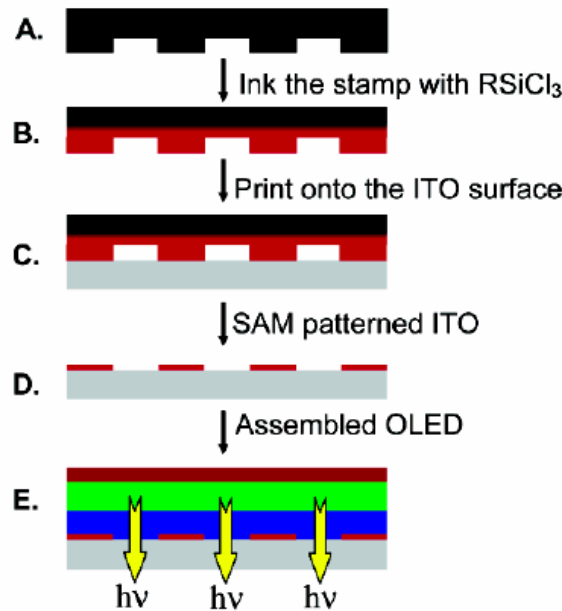 A.
Ink the stamp with RSiCl₃
B.
Print onto the ITO surface
C.
SAM patterned ITO
D.
Assembled OLED
E.
hν hν hν